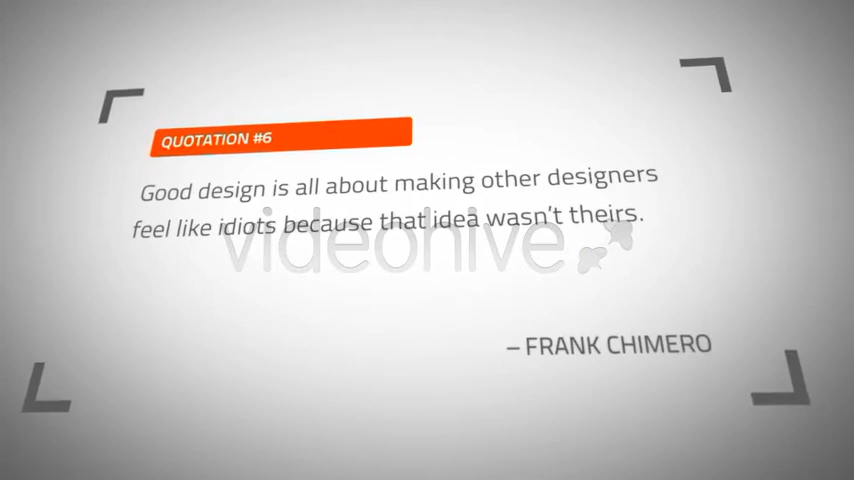 QUOTATION #6
Good design is all about making other designers
feel like idiots because that idea wasn't theirs.
videohive
– FRANK CHIMERO